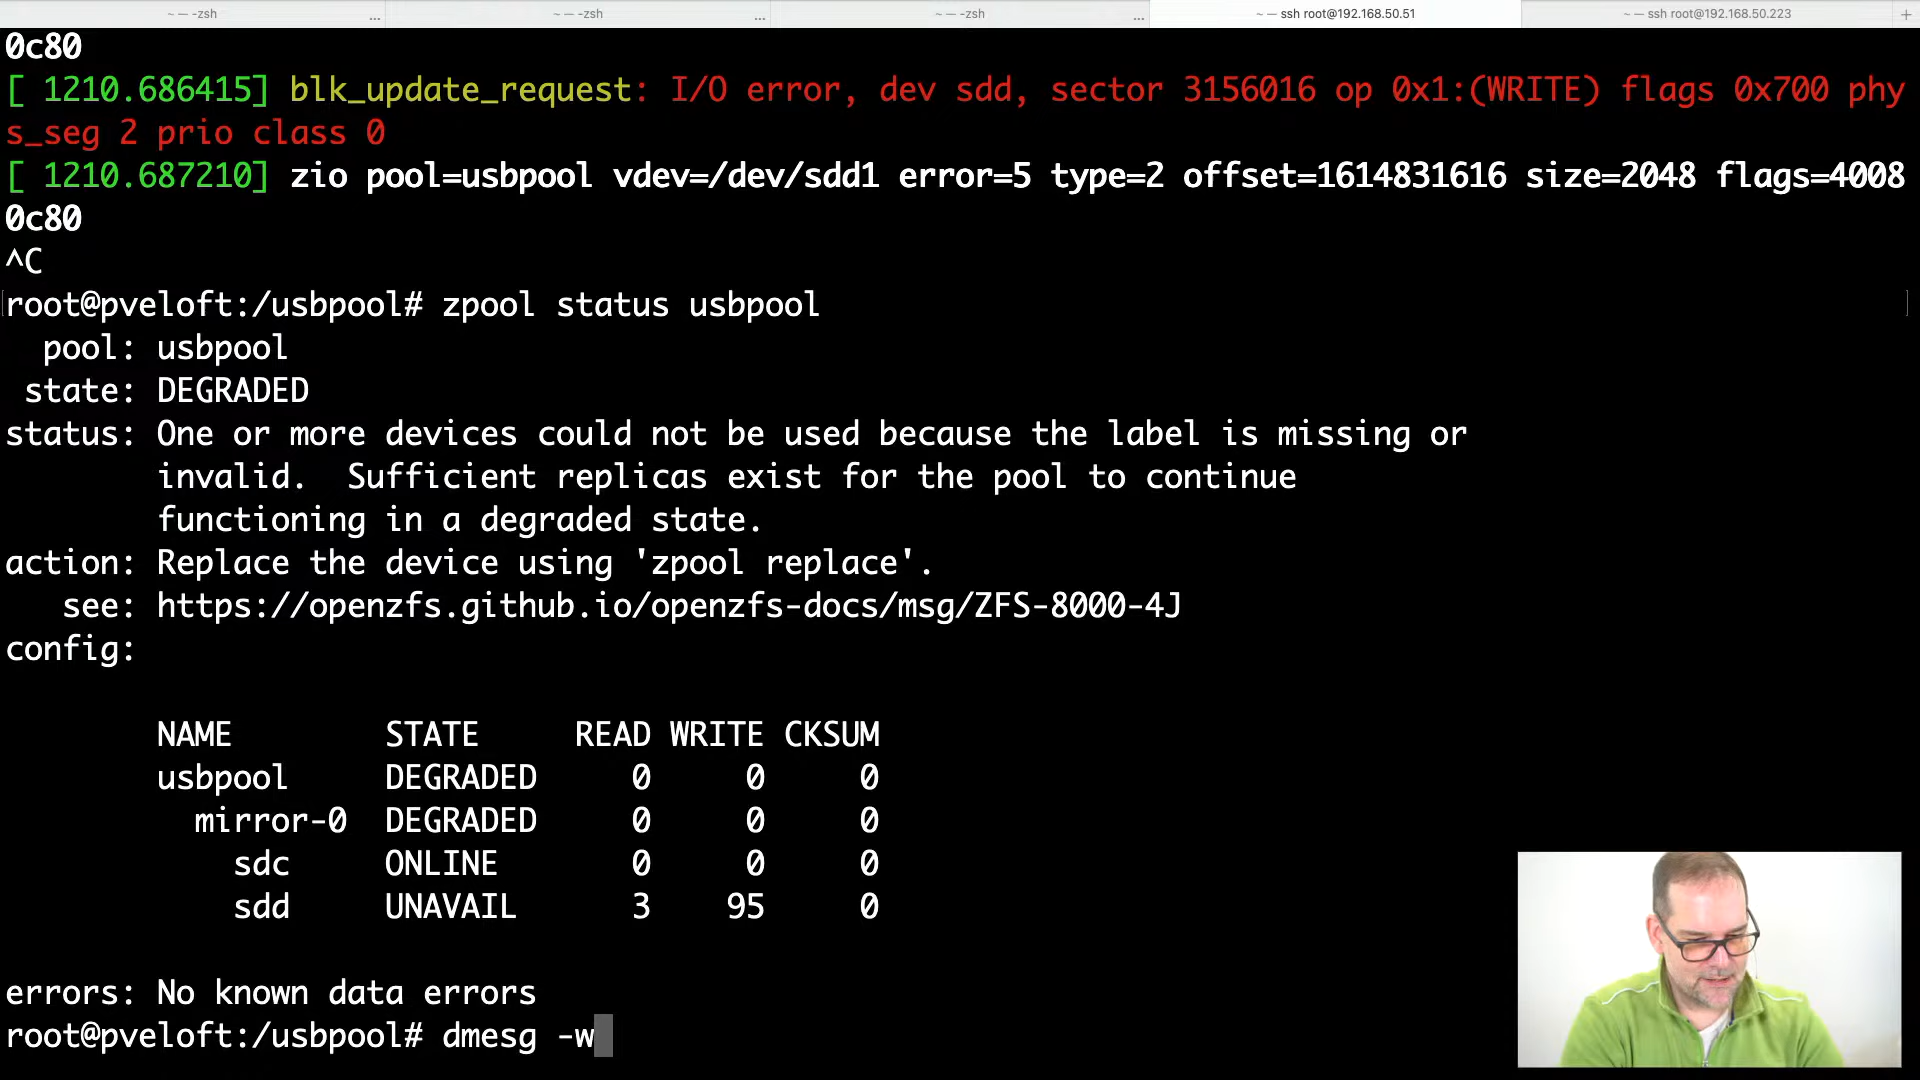 ~ — -zsh ... ~ — -zsh ... ~ — -zsh ... ~ — ssh root@192.168.50.51 ~ — ssh root@192.168.50.223 +
0c80
[ 1210.686415] blk_update_request: I/O error, dev sdd, sector 3156016 op 0x1:(WRITE) flags 0x700 phy
s_seg 2 prio class 0
[ 1210.687210] zio pool=usbpool vdev=/dev/sdd1 error=5 type=2 offset=1614831616 size=2048 flags=4008
0c80
^C
root@pveloft:/usbpool# zpool status usbpool
pool: usbpool
state: DEGRADED
status: One or more devices could not be used because the label is missing or
invalid.  Sufficient replicas exist for the pool to continue
functioning in a degraded state.
action: Replace the device using 'zpool replace'.
see: https://openzfs.github.io/openzfs-docs/msg/ZFS-8000-4J
config:
NAME STATE READ WRITE CKSUM
usbpool DEGRADED 0 0 0
mirror-0 DEGRADED 0 0 0
sdc ONLINE 0 0 0
sdd UNAVAIL 3 95 0
errors: No known data errors
root@pveloft:/usbpool# dmesg -w